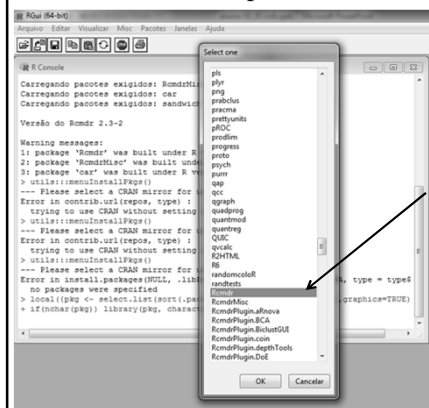 RGui (64-bit)
Arquivo Editar Visualizar Misc Pacotes Janelas Ajuda
R Console
Carregando pacotes exigidos: RcmdrMis
Carregando pacotes exigidos: car
Carregando pacotes exigidos: sandwich
Versão do Rcmdr 2.3-2
Warning messages:
1: package 'Rcmdr' was built under R
2: package 'RcmdrMisc' was built under
3: package 'car' was built under R ve
> utils:::menuInstallPkgs()
--- Please select a CRAN mirror for u
Error in contrib.url(repos, type) :
trying to use CRAN without setting
> utils:::menuInstallPkgs()
--- Please select a CRAN mirror for u
Error in contrib.url(repos, type) :
trying to use CRAN without setting
> utils:::menuInstallPkgs()
--- Please select a CRAN mirror for u
Error in install.packages(NULL, .libP
, type = type$
no packages were specified
> local({pkg <- select.list(sort(.pac
,graphics=TRUE)
+ if(nchar(pkg)) library(pkg, charact
Select one
pls
plyr
png
prabclus
pracma
prettyunits
pROC
prodlim
progress
proto
psych
purrr
qap
qcc
qgraph
quadprog
quantmod
quantreg
QUIC
qvcalc
R2HTML
R6
randomcoloR
randtests
Rcmdr
RcmdrMisc
RcmdrPlugin.aRnova
RcmdrPlugin.BCA
RcmdrPlugin.BiclustGUI
RcmdrPlugin.coin
RcmdrPlugin.depthTools
RcmdrPlugin.DoE
OK Cancelar